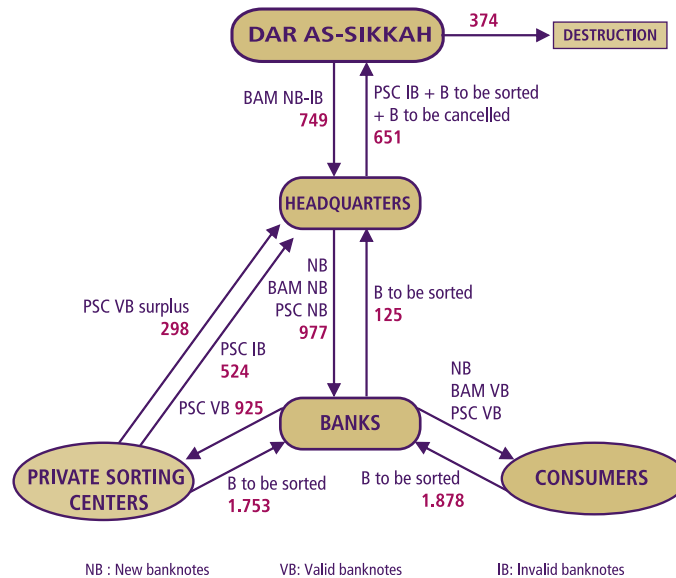 DAR AS-SIKKAH
374
DESTRUCTION
BAM NB-IB
749
PSC IB + B to be sorted
+ B to be cancelled
651
HEADQUARTERS
NB
BAM NB
PSC NB
977
B to be sorted
125
PSC VB surplus
298
PSC IB
524
NB
BAM VB
PSC VB
PSC VB 925
BANKS
PRIVATE SORTING
CENTERS
B to be sorted
1.753
B to be sorted
1.878
CONSUMERS
NB : New banknotes
VB: Valid banknotes
IB: Invalid banknotes